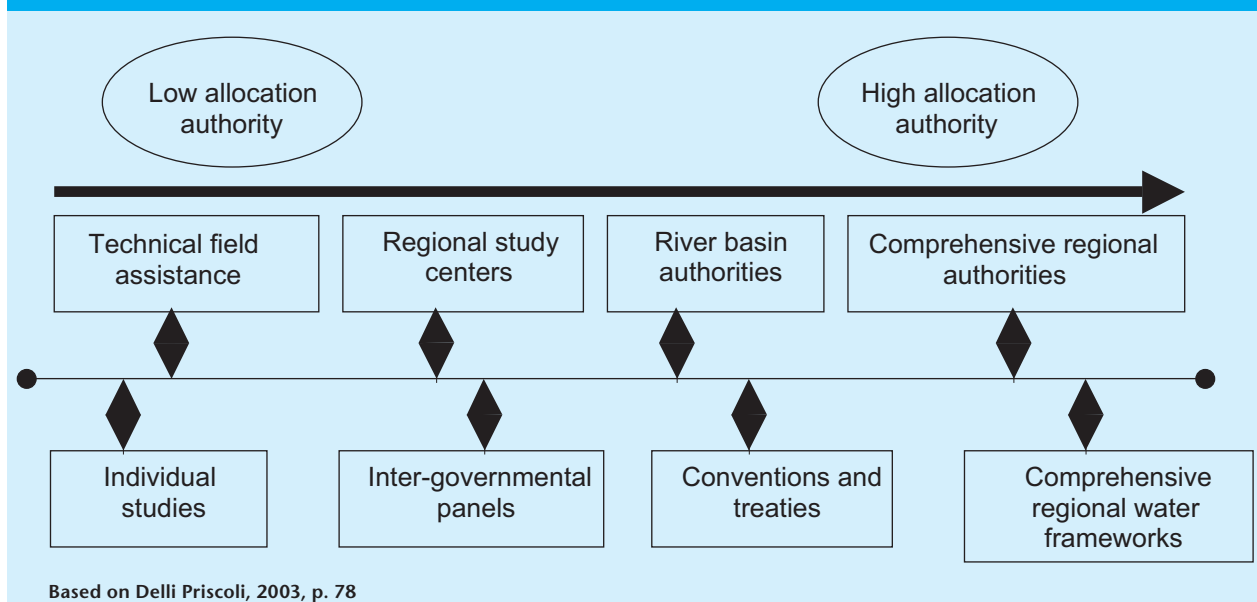 Low allocation
authority
High allocation
authority
Technical field
assistance
Regional study
centers
River basin
authorities
Comprehensive regional
authorities
Individual
studies
Inter-governmental
panels
Conventions and
treaties
Comprehensive
regional water
frameworks
Based on Delli Priscoli, 2003, p. 78